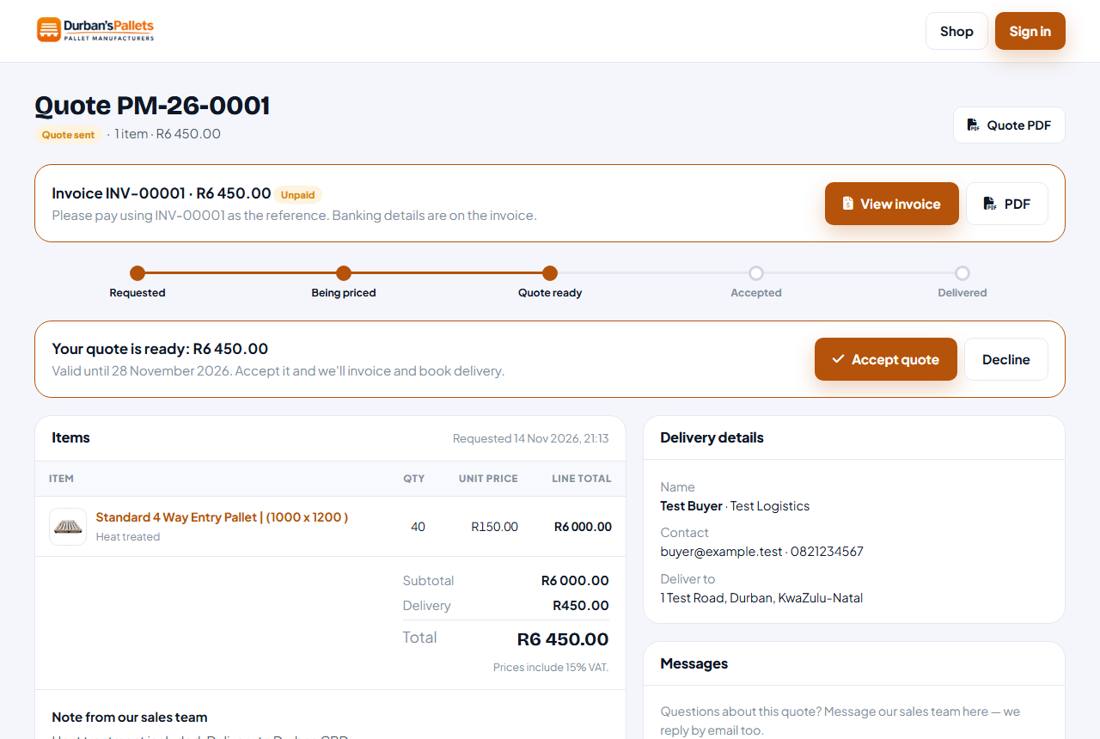 Durban'sPallets
PALLET MANUFACTURERS
Shop
Sign in
Quote PM-26-0001
Quote sent · 1 item · R6 450.00
Quote PDF
Invoice INV-00001 · R6 450.00 Unpaid
Please pay using INV-00001 as the reference. Banking details are on the invoice.
View invoice
PDF
Requested
Being priced
Quote ready
Accepted
Delivered
Your quote is ready: R6 450.00
Valid until 28 November 2026. Accept it and we'll invoice and book delivery.
Accept quote
Decline
Items
Requested 14 Nov 2026, 21:13
ITEM QTY UNIT PRICE LINE TOTAL
Standard 4 Way Entry Pallet | (1000 x 1200 ) 40 R150.00 R6 000.00
Heat treated
Subtotal R6 000.00
Delivery R450.00
Total R6 450.00
Prices include 15% VAT.
Note from our sales team
Delivery details
Name
Test Buyer · Test Logistics
Contact
buyer@example.test · 0821234567
Deliver to
1 Test Road, Durban, KwaZulu-Natal
Messages
Questions about this quote? Message our sales team here — we
reply by email too.